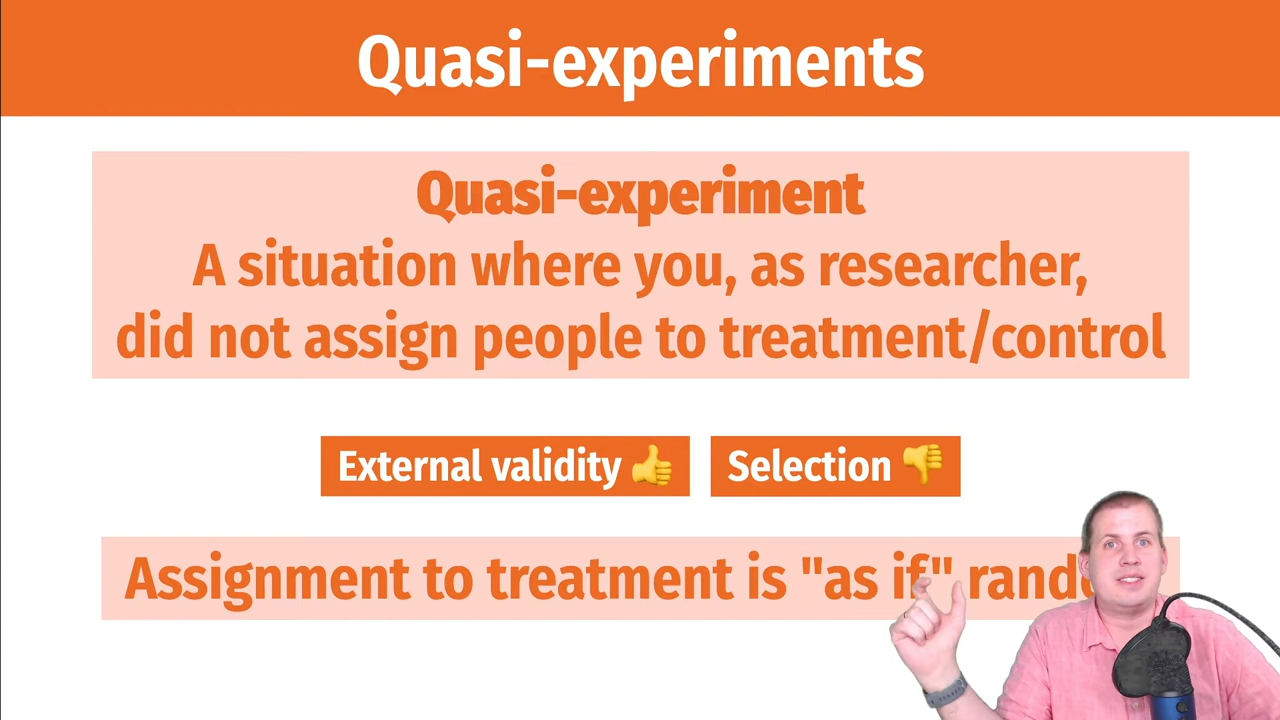 Quasi-experiments
Quasi-experiment
A situation where you, as researcher,
did not assign people to treatment/control
External validity 👍
Selection 👎
Assignment to treatment is "as if"